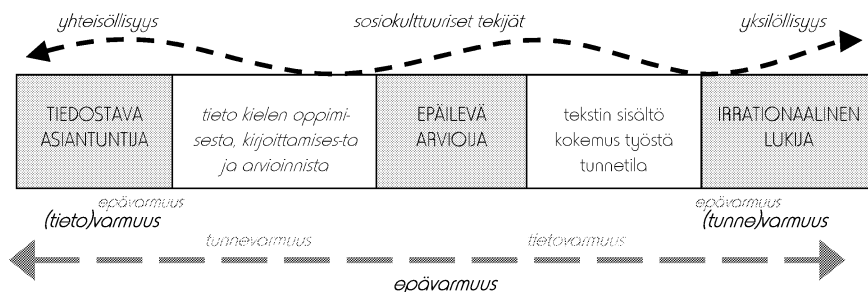 yhteisöllisyys sosiokulttuuriset tekijät yksilöllisyys
TIEDOSTAVA
ASIANTUNTIJA
tieto kielen oppimi-
sesta, kirjoittamises-ta
ja arvioinnista
EPÄILEVÄ
ARVIOIJA
tekstin sisältö
kokemus työstä
tunnetila
IRRATIONAALINEN
LUKIJA
epävarmuus epävarmuus
(tieto)varmuus (tunne)varmuus
tunnevarmuus tietovarmuus
epävarmuus